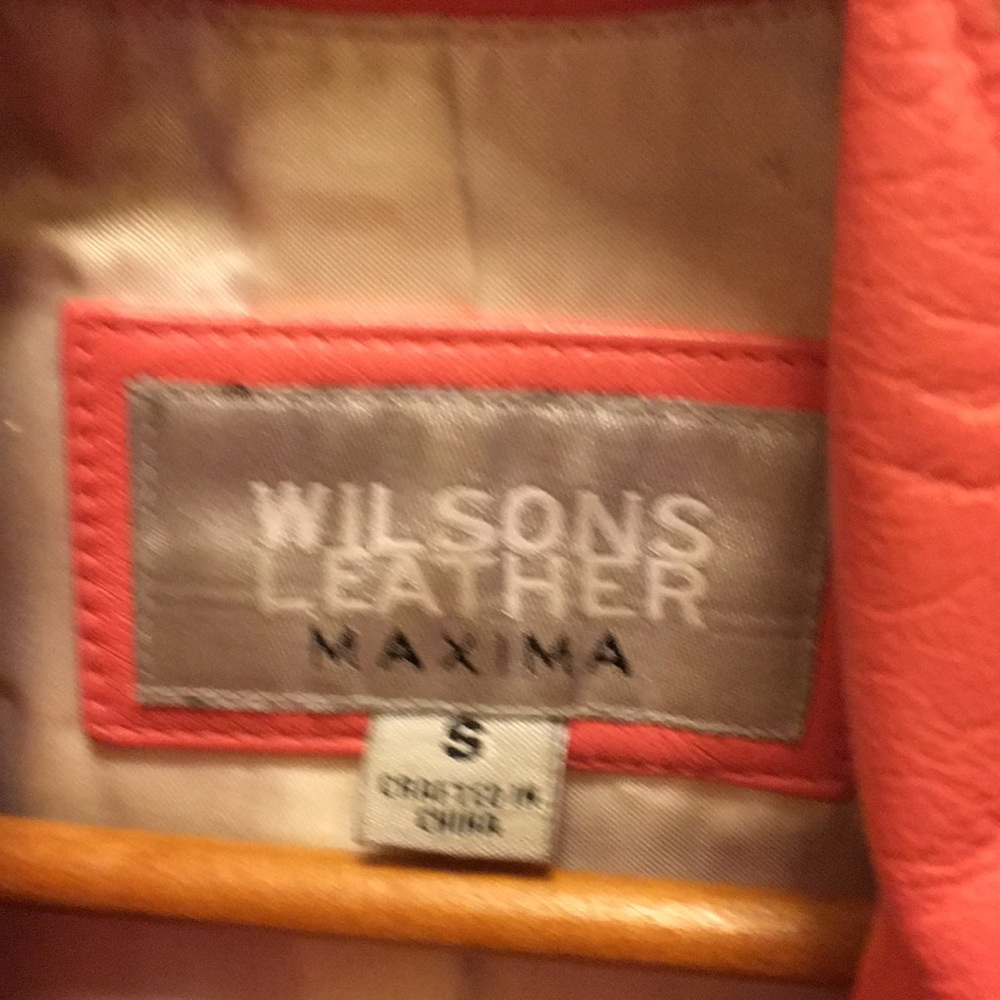 WILSONS
LEATHER
MAXIMA
S
CRAFTED IN
CHINA